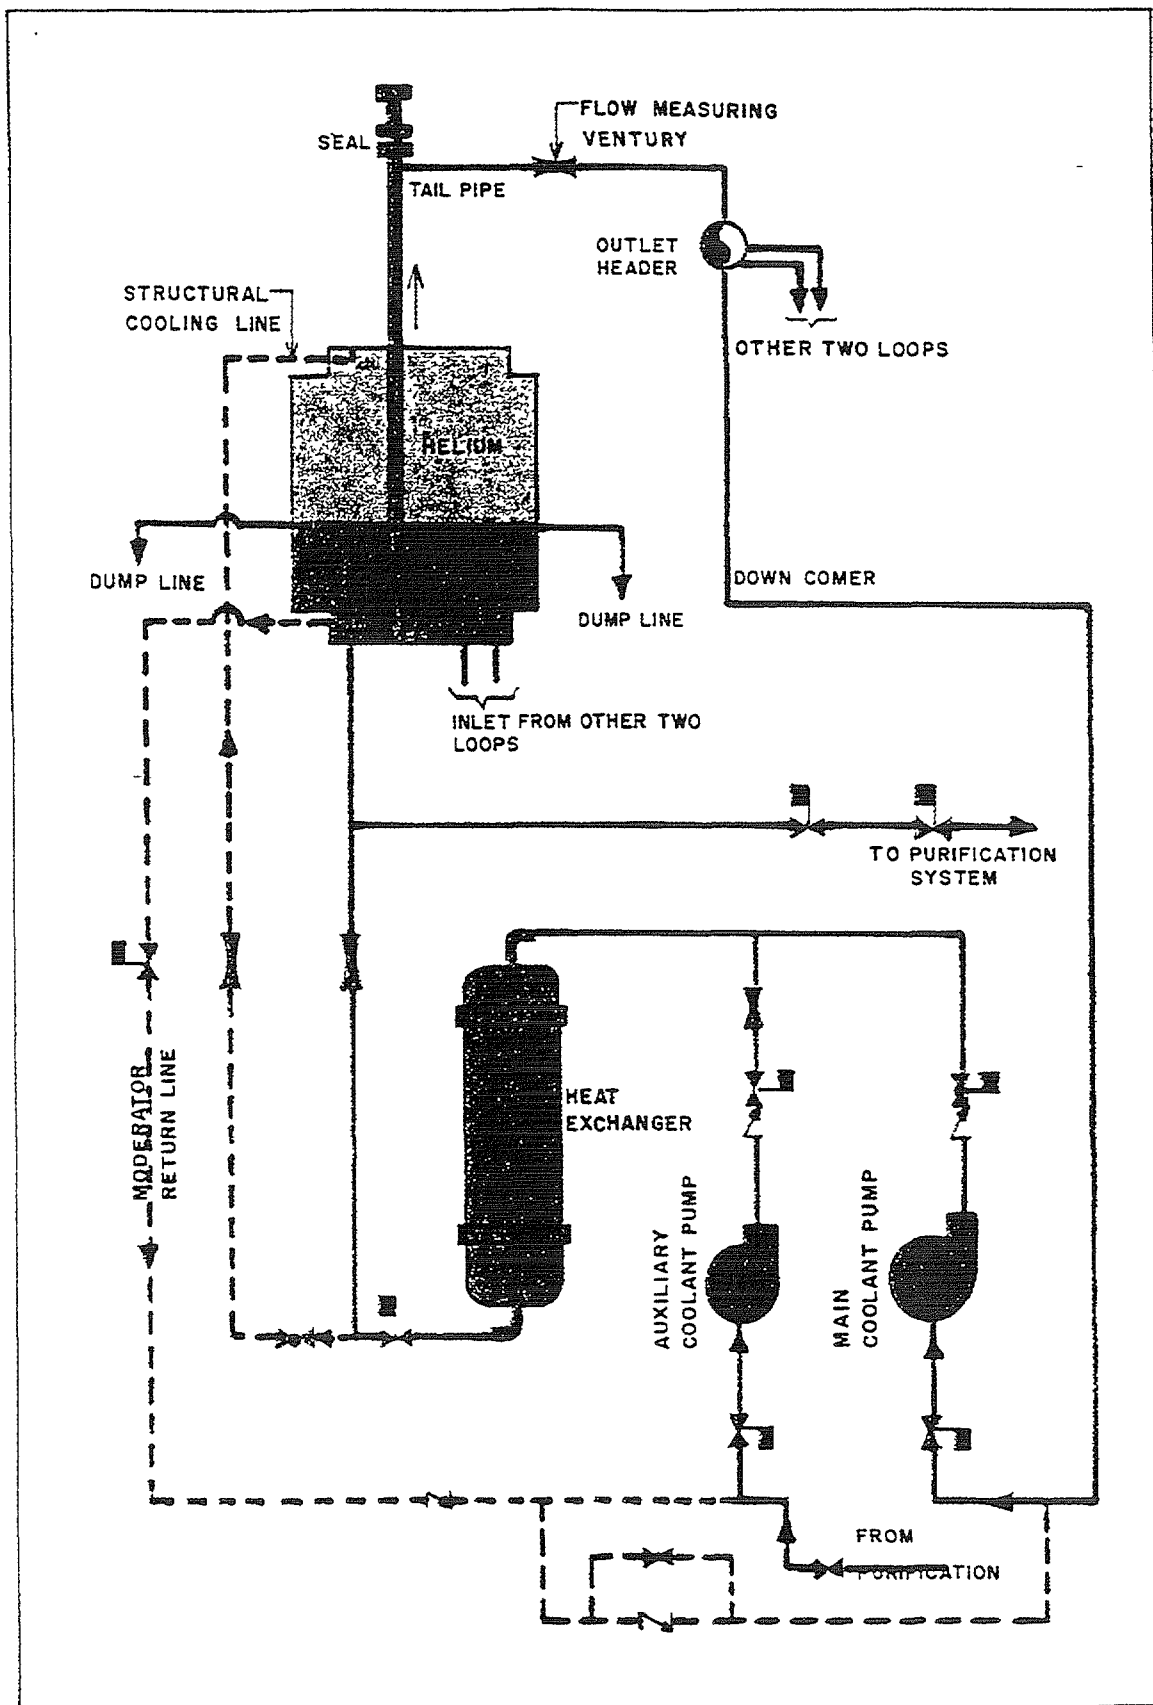 FLOW MEASURING
VENTURY
SEAL
TAIL PIPE
OUTLET
HEADER
STRUCTURAL
COOLING LINE
OTHER TWO LOOPS
HELIUM
DUMP LINE
DOWN COMER
DUMP LINE
INLET FROM OTHER TWO
LOOPS
TO PURIFICATION
SYSTEM
MODERATOR
RETURN LINE
HEAT
EXCHANGER
AUXILIARY
COOLANT PUMP
MAIN
COOLANT PUMP
FROM
PURIFICATION